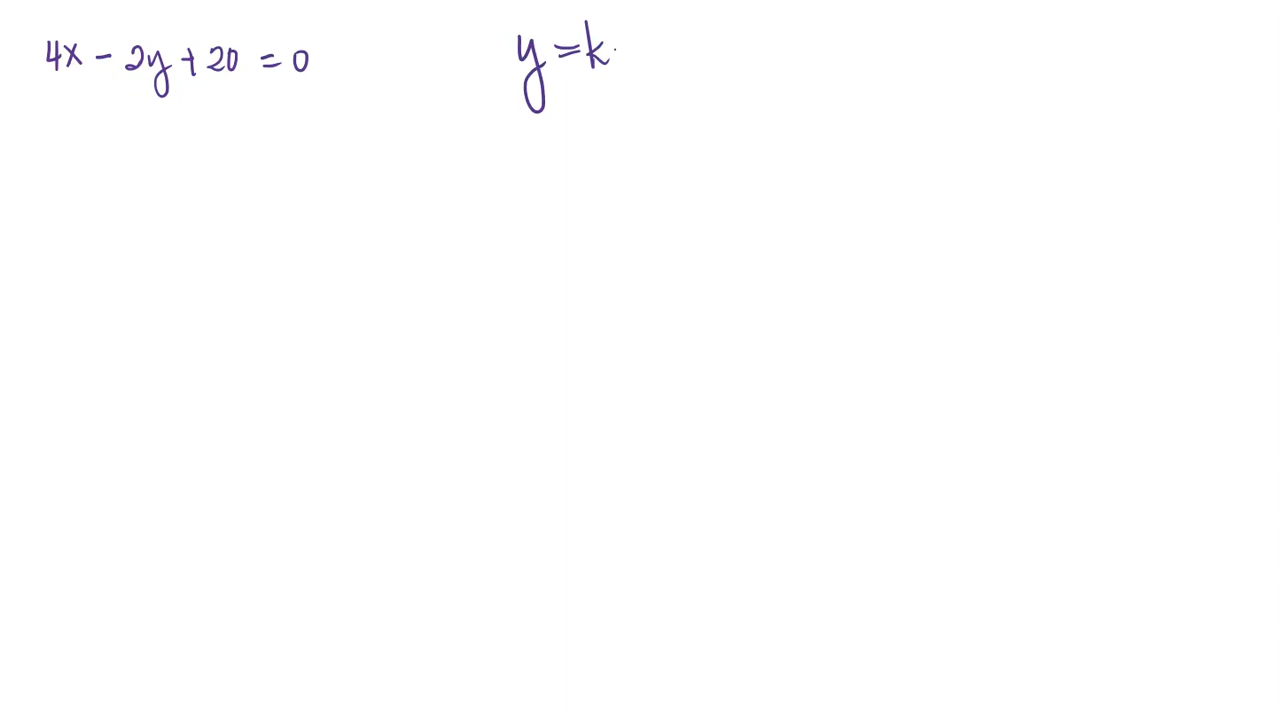 4x - 2y + 20 = 0
y = k